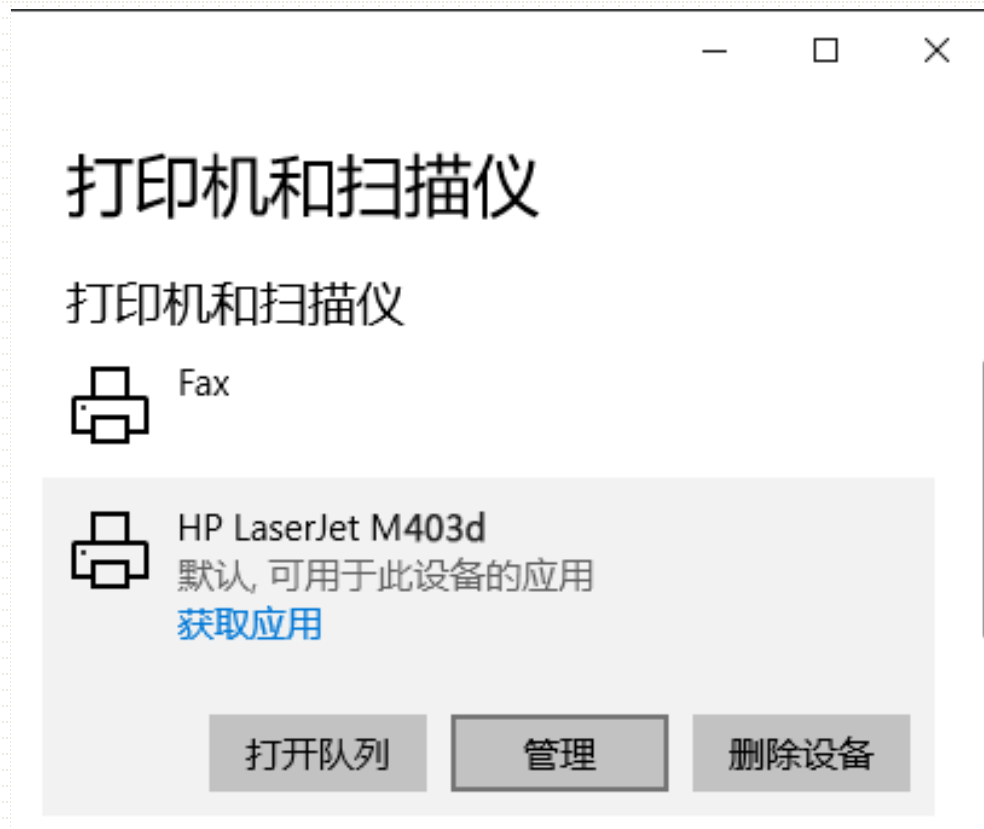 打印机和扫描仪
打印机和扫描仪
Fax
HP LaserJet M403d
默认, 可用于此设备的应用
获取应用
打开队列 管理 删除设备